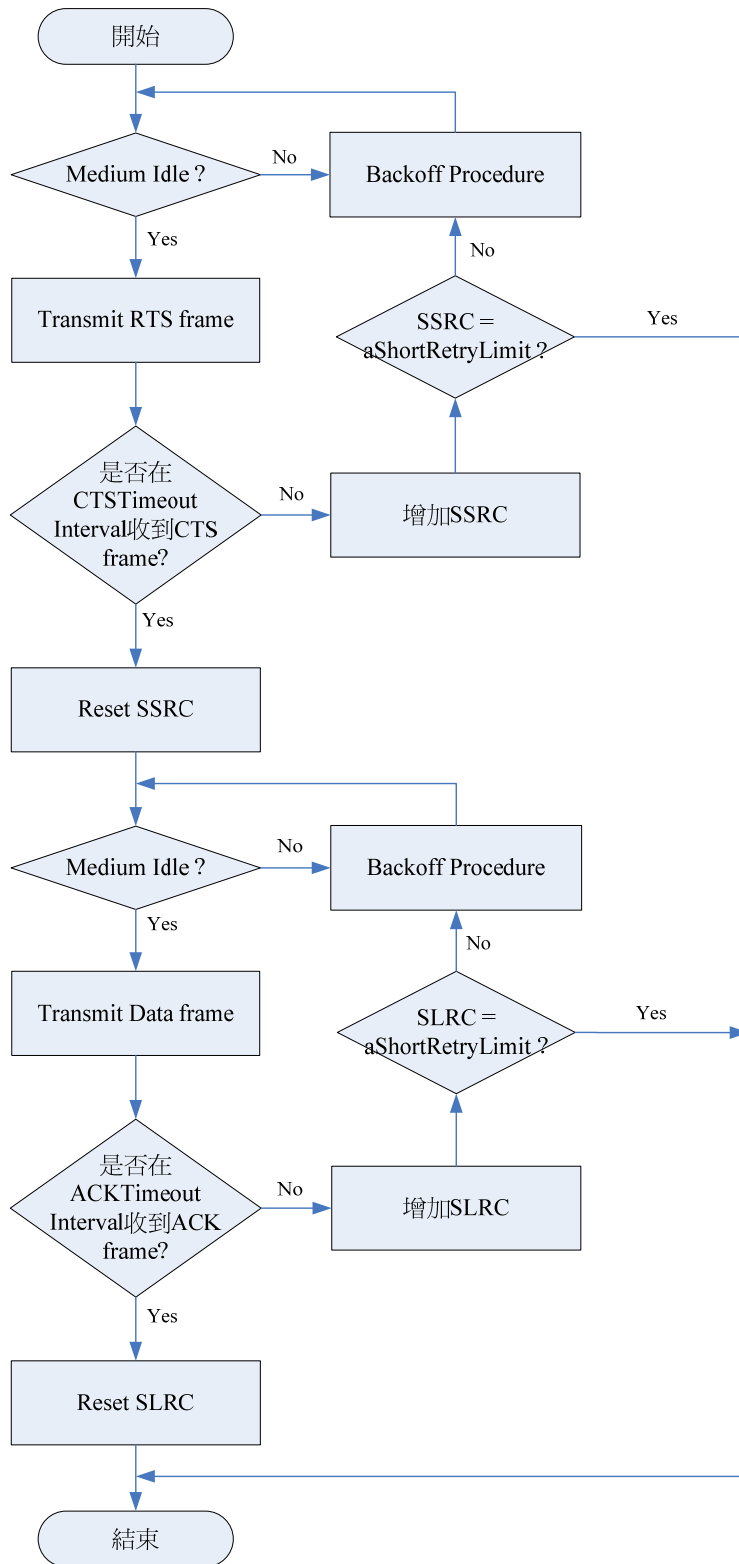 開始
Medium Idle？
No
Backoff Procedure
Yes
No
Transmit RTS frame
SSRC =
aShortRetryLimit？
Yes
是否在
CTSTimeout
Interval收到CTS
frame?
No
增加SSRC
Yes
Reset SSRC
Medium Idle？
No
Backoff Procedure
Yes
No
Transmit Data frame
SLRC =
aShortRetryLimit？
Yes
是否在
ACKTimeout
Interval收到ACK
frame?
No
增加SLRC
Yes
Reset SLRC
結束